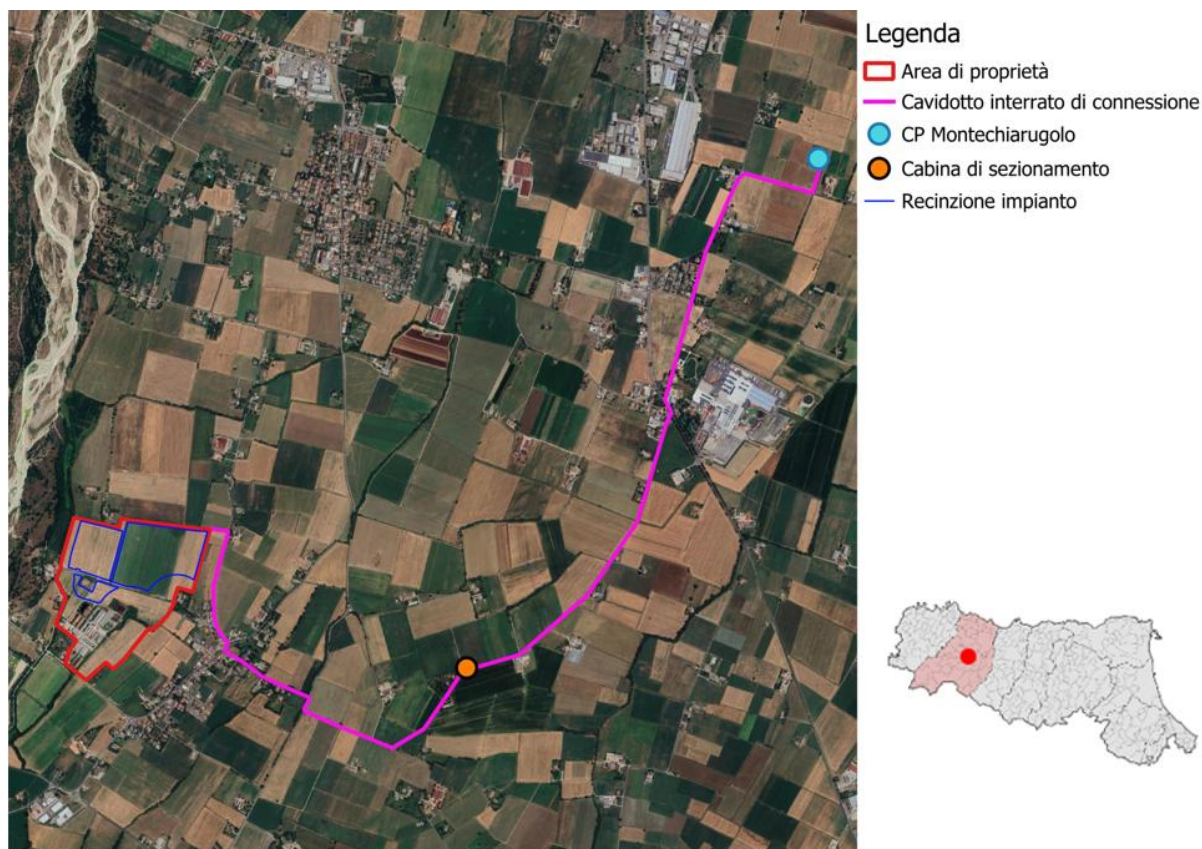 Legenda
Area di proprietà
Cavidotto interrato di connessione
CP Montechiarugolo
Cabina di sezionamento
Recinzione impianto